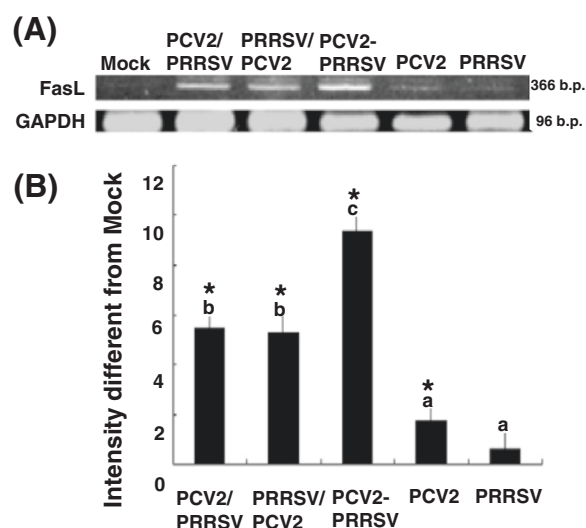 (A)
Mock PCV2/ PRRSV/ PCV2- PCV2 PRRSV
PRRSV PCV2 PRRSV
FasL 366 b.p.
GAPDH 96 b.p.
(B)
Intensity different from Mock
12
10
8
6
4
2
0
* b
* b
* c
* a
a
PCV2/ PRRSV/ PCV2- PCV2 PRRSV
PRRSV PCV2 PRRSV